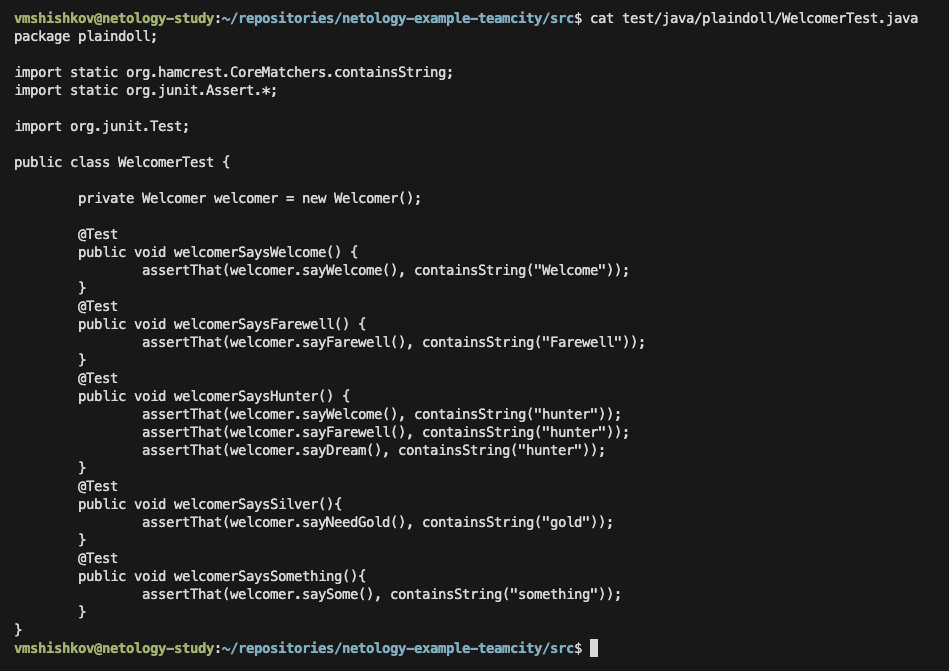 vmshishkov@netology-study:~/repositories/netology-example-teamcity/src$ cat test/java/plaindoll/WelcomerTest.java
package plaindoll;

import static org.hamcrest.CoreMatchers.containsString;
import static org.junit.Assert.*;

import org.junit.Test;

public class WelcomerTest {

        private Welcomer welcomer = new Welcomer();

        @Test
        public void welcomerSaysWelcome() {
                assertThat(welcomer.sayWelcome(), containsString("Welcome"));
        }
        @Test
        public void welcomerSaysFarewell() {
                assertThat(welcomer.sayFarewell(), containsString("Farewell"));
        }
        @Test
        public void welcomerSaysHunter() {
                assertThat(welcomer.sayWelcome(), containsString("hunter"));
                assertThat(welcomer.sayFarewell(), containsString("hunter"));
                assertThat(welcomer.sayDream(), containsString("hunter"));
        }
        @Test
        public void welcomerSaysSilver(){
                assertThat(welcomer.sayNeedGold(), containsString("gold"));
        }
        @Test
        public void welcomerSaysSomething(){
                assertThat(welcomer.saySome(), containsString("something"));
        }
}
vmshishkov@netology-study:~/repositories/netology-example-teamcity/src$